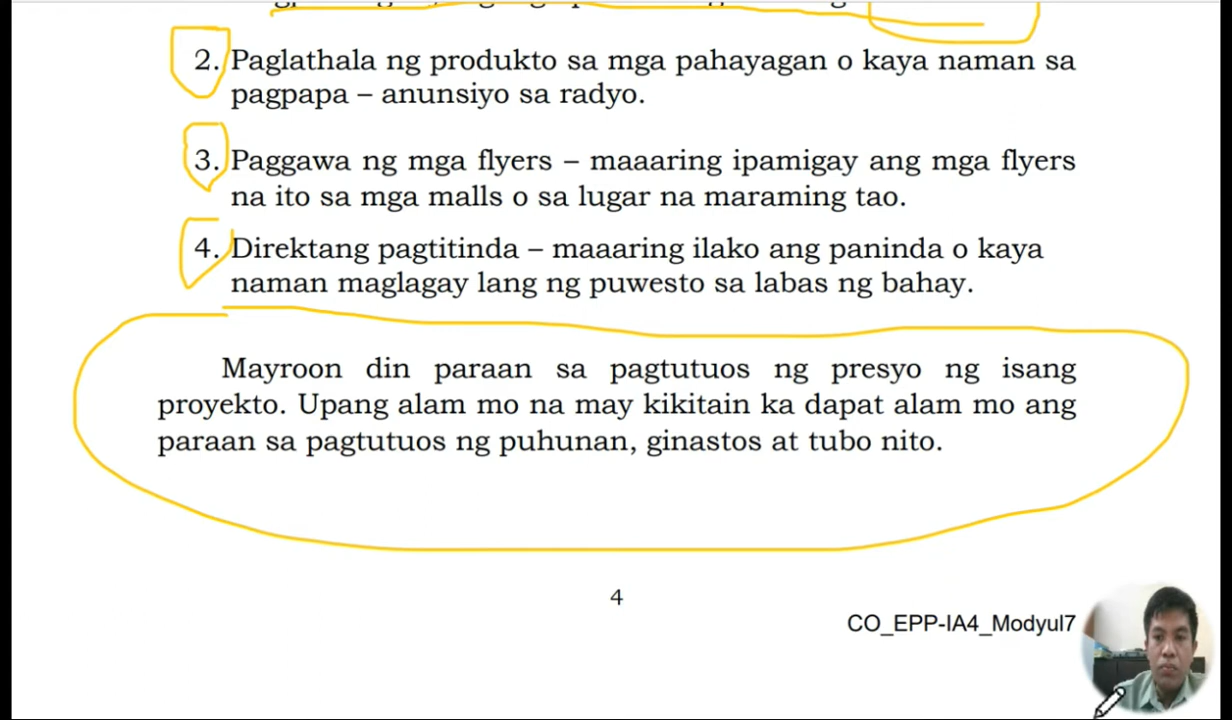 2. Paglathala ng produkto sa mga pahayagan o kaya naman sa
pagpapa – anunsiyo sa radyo.
3. Paggawa ng mga flyers – maaaring ipamigay ang mga flyers
na ito sa mga malls o sa lugar na maraming tao.
4. Direktang pagtitinda – maaaring ilako ang paninda o kaya
naman maglagay lang ng puwesto sa labas ng bahay.
Mayroon din paraan sa pagtutuos ng presyo ng isang
proyekto. Upang alam mo na may kikitain ka dapat alam mo ang
paraan sa pagtutuos ng puhunan, ginastos at tubo nito.
4
CO_EPP-IA4_Modyul7